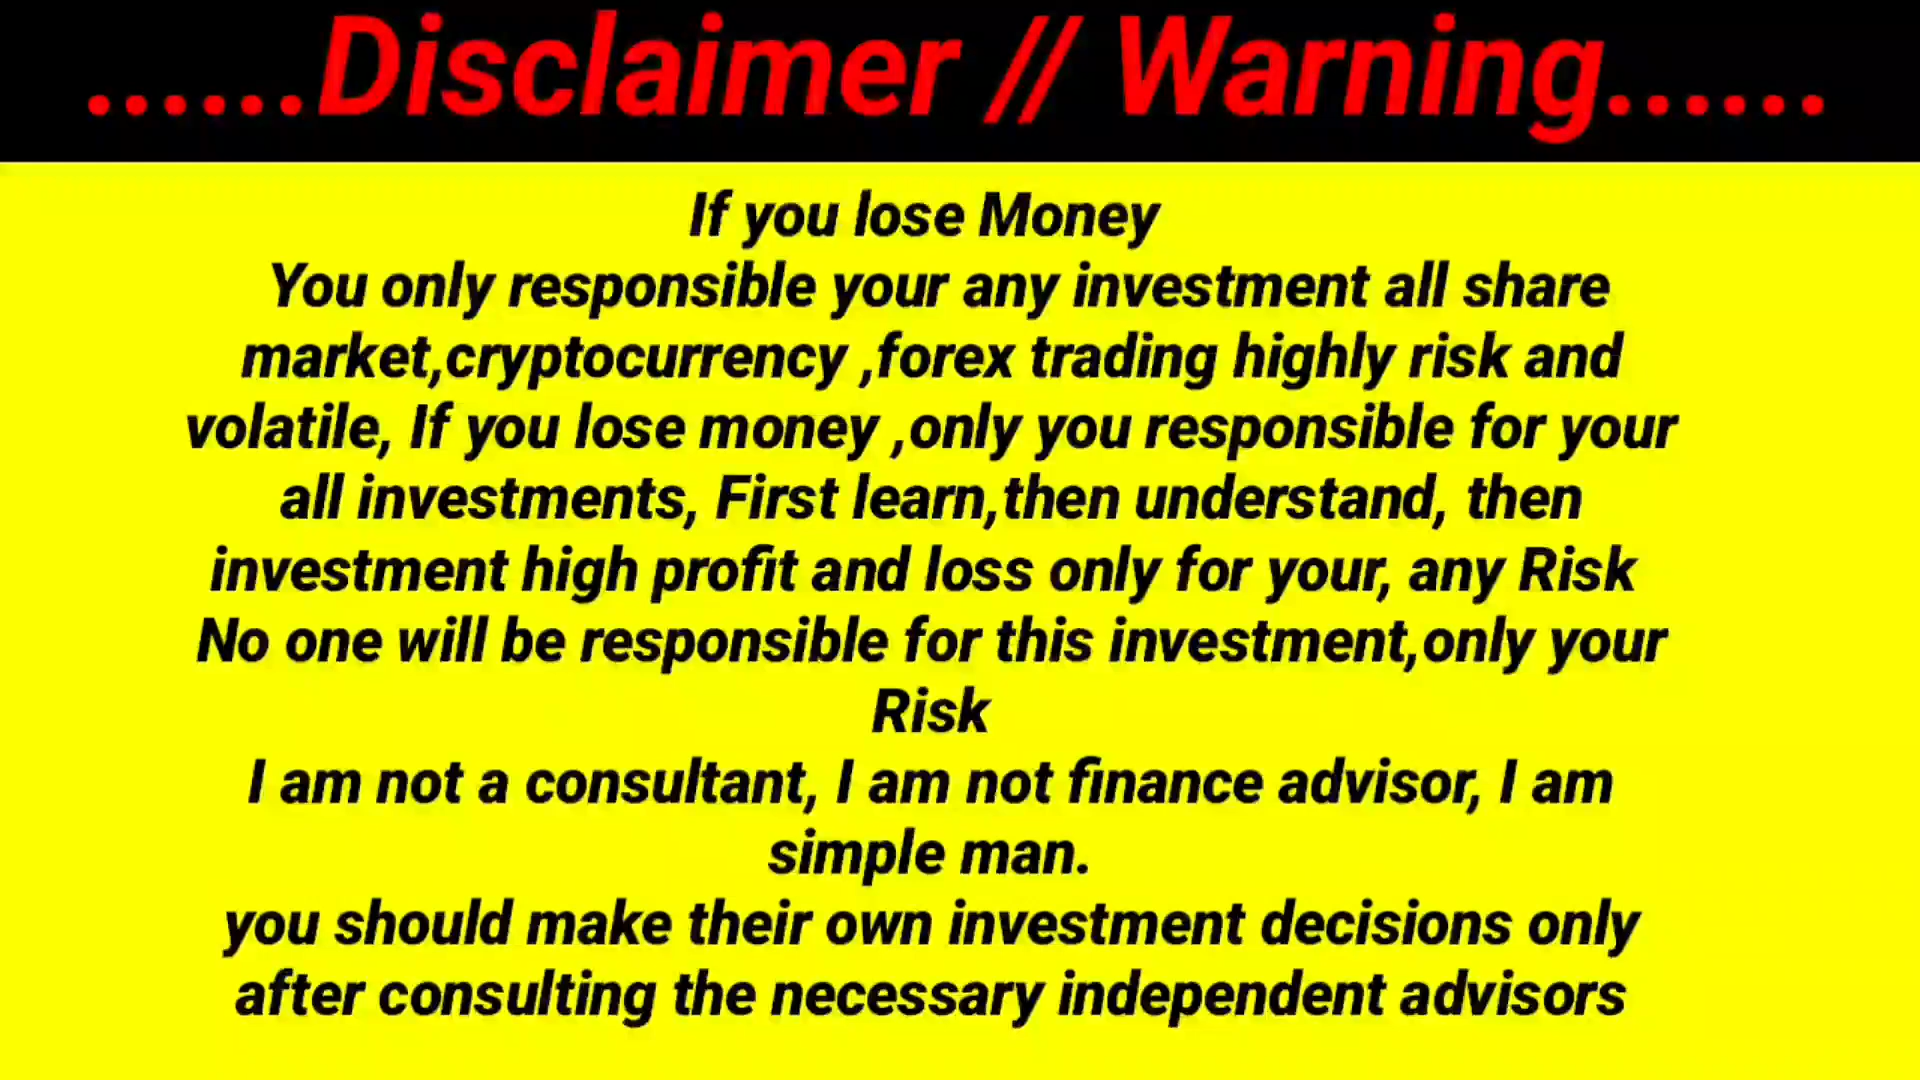 ......Disclaimer // Warning......
If you lose Money
You only responsible your any investment all share
market,cryptocurrency ,forex trading highly risk and
volatile, If you lose money ,only you responsible for your
all investments, First learn,then understand, then
investment high profit and loss only for your, any Risk
No one will be responsible for this investment,only your
Risk
I am not a consultant, I am not finance advisor, I am
simple man.
you should make their own investment decisions only
after consulting the necessary independent advisors